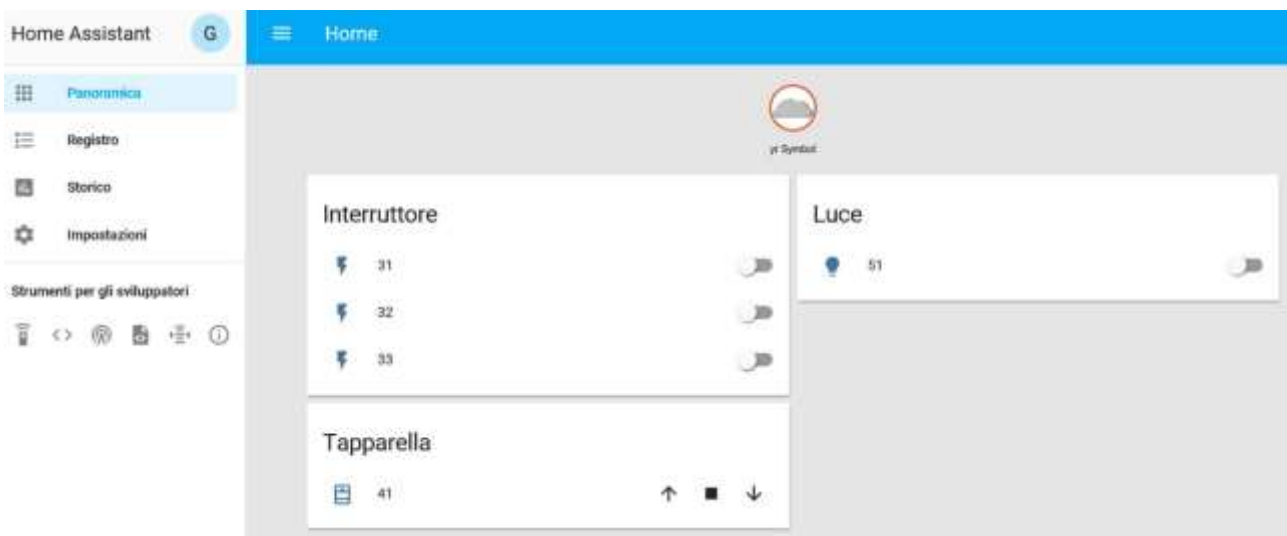 Home Assistant
G
Home
Panoramica
Registro
Storico
Impostazioni
Strumenti per gli sviluppatori
yr Symbol
Interruttore
31
32
33
Luce
51
Tapparella
41